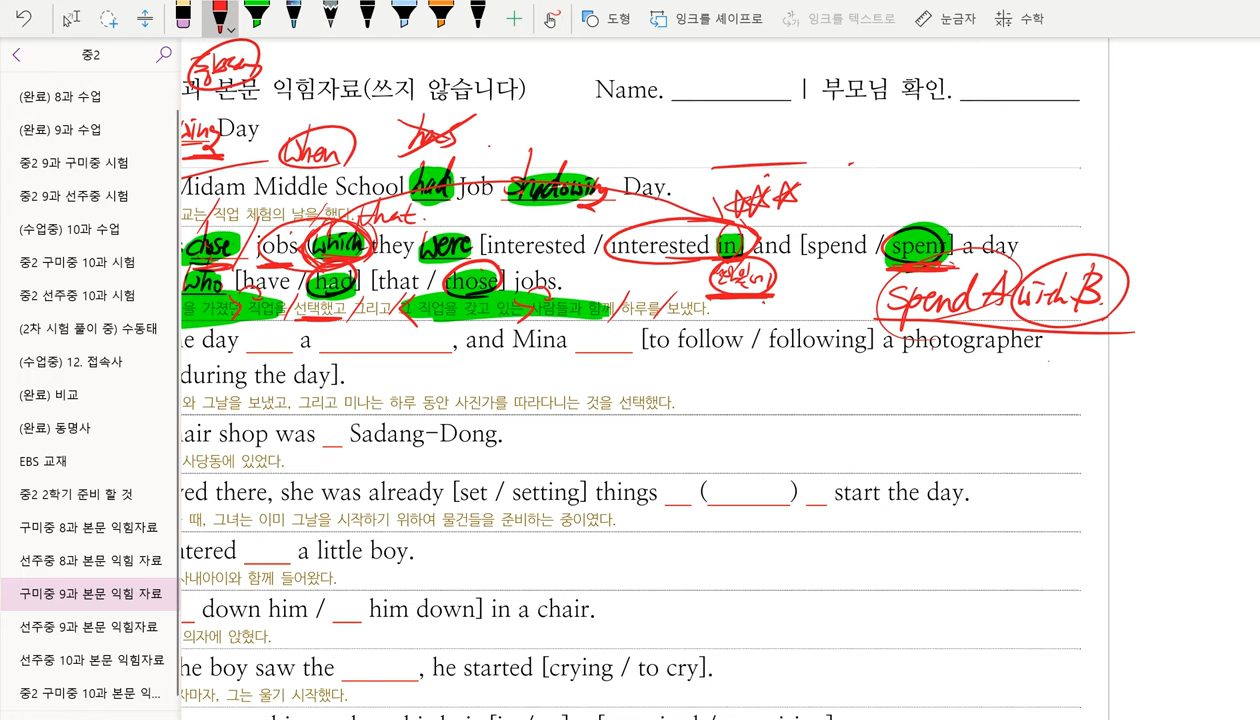 도형
잉크를 셰이프로
잉크를 텍스트로
눈금자
수학
중2
(완료) 8과 수업
(완료) 9과 수업
중2 9과 구미중 시험
중2 9과 선주중 시험
(수업중) 10과 수업
중2 구미중 10과 시험
중2 선주중 10과 시험
(2차 시험 풀이 중) 수동태
(수업중) 12. 접속사
(완료) 비교
(완료) 동명사
EBS 교재
중2 2학기 준비 할 것
구미중 8과 본문 익힘자료
선주중 8과 본문 익힘 자료
구미중 9과 본문 익힘 자료
선주중 9과 본문 익힘자료
선주중 10과 본문 익힘자료
중2 구미중 10과 본문 익...
과 본문 익힘자료(쓰지 않습니다) Name. ____ | 부모님 확인. ____
Day
when
Midam Middle School had Job Day.
교는 직업 체험의 날을 했다.
that.
chose jobs (which) they were [interested / interested in] and [spend / spent] a day
who [have / had] [that / those] jobs.
spend A with B.
을 가졌던 직업을 선택했고 그리고 그 직업을 갖고 있는 사람들과 함께 하루를 보냈다.
e day ____ a ____, and Mina ____ [to follow / following] a photographer
during the day].
와 그날을 보냈고, 그리고 미나는 하루 동안 사진가를 따라다니는 것을 선택했다.
air shop was __ Sadang-Dong.
사당동에 있었다.
ed there, she was already [set / setting] things __ (____) __ start the day.
때, 그녀는 이미 그날을 시작하기 위하여 물건들을 준비하는 중이였다.
tered ____ a little boy.
사내아이와 함께 들어왔다.
__ down him / __ him down] in a chair.
의자에 앉혔다.
he boy saw the ____, he started [crying / to cry].
사마자, 그는 울기 시작했다.